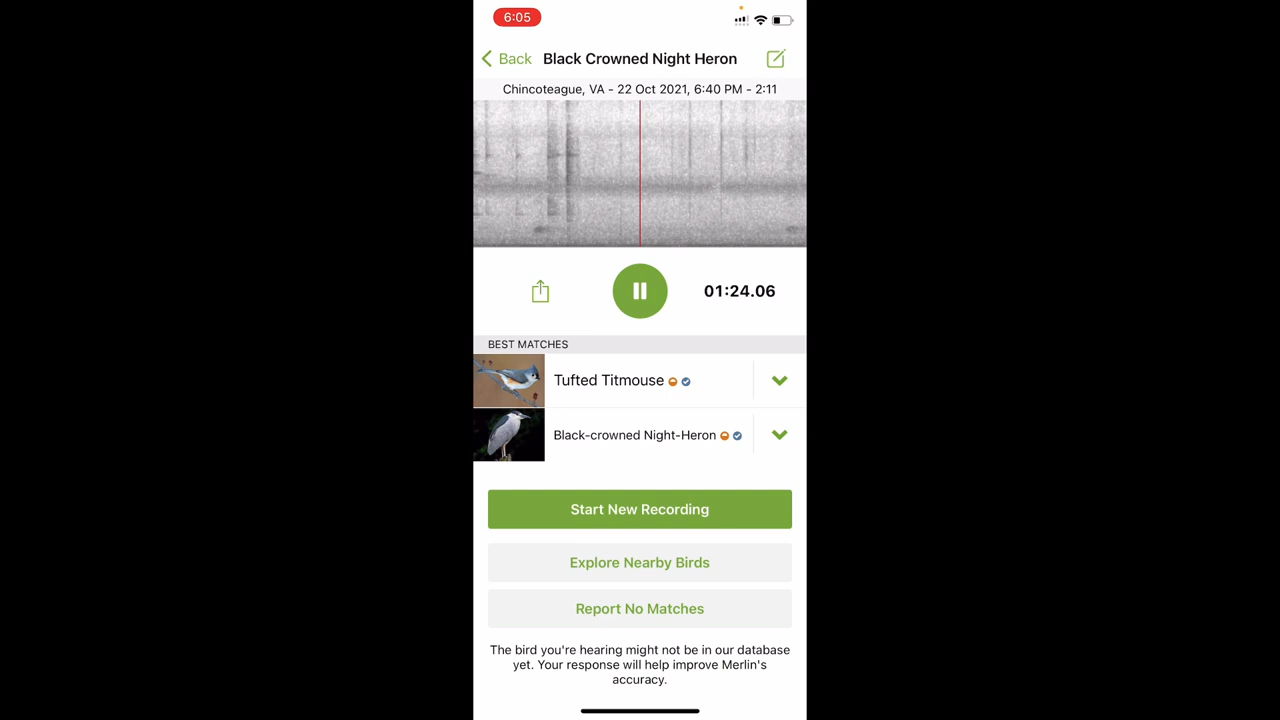 6:05
Back
Black Crowned Night Heron
Chincoteague, VA - 22 Oct 2021, 6:40 PM - 2:11
01:24.06
BEST MATCHES
Tufted Titmouse
Black-crowned Night-Heron
Start New Recording
Explore Nearby Birds
Report No Matches
The bird you're hearing might not be in our database
yet. Your response will help improve Merlin's
accuracy.